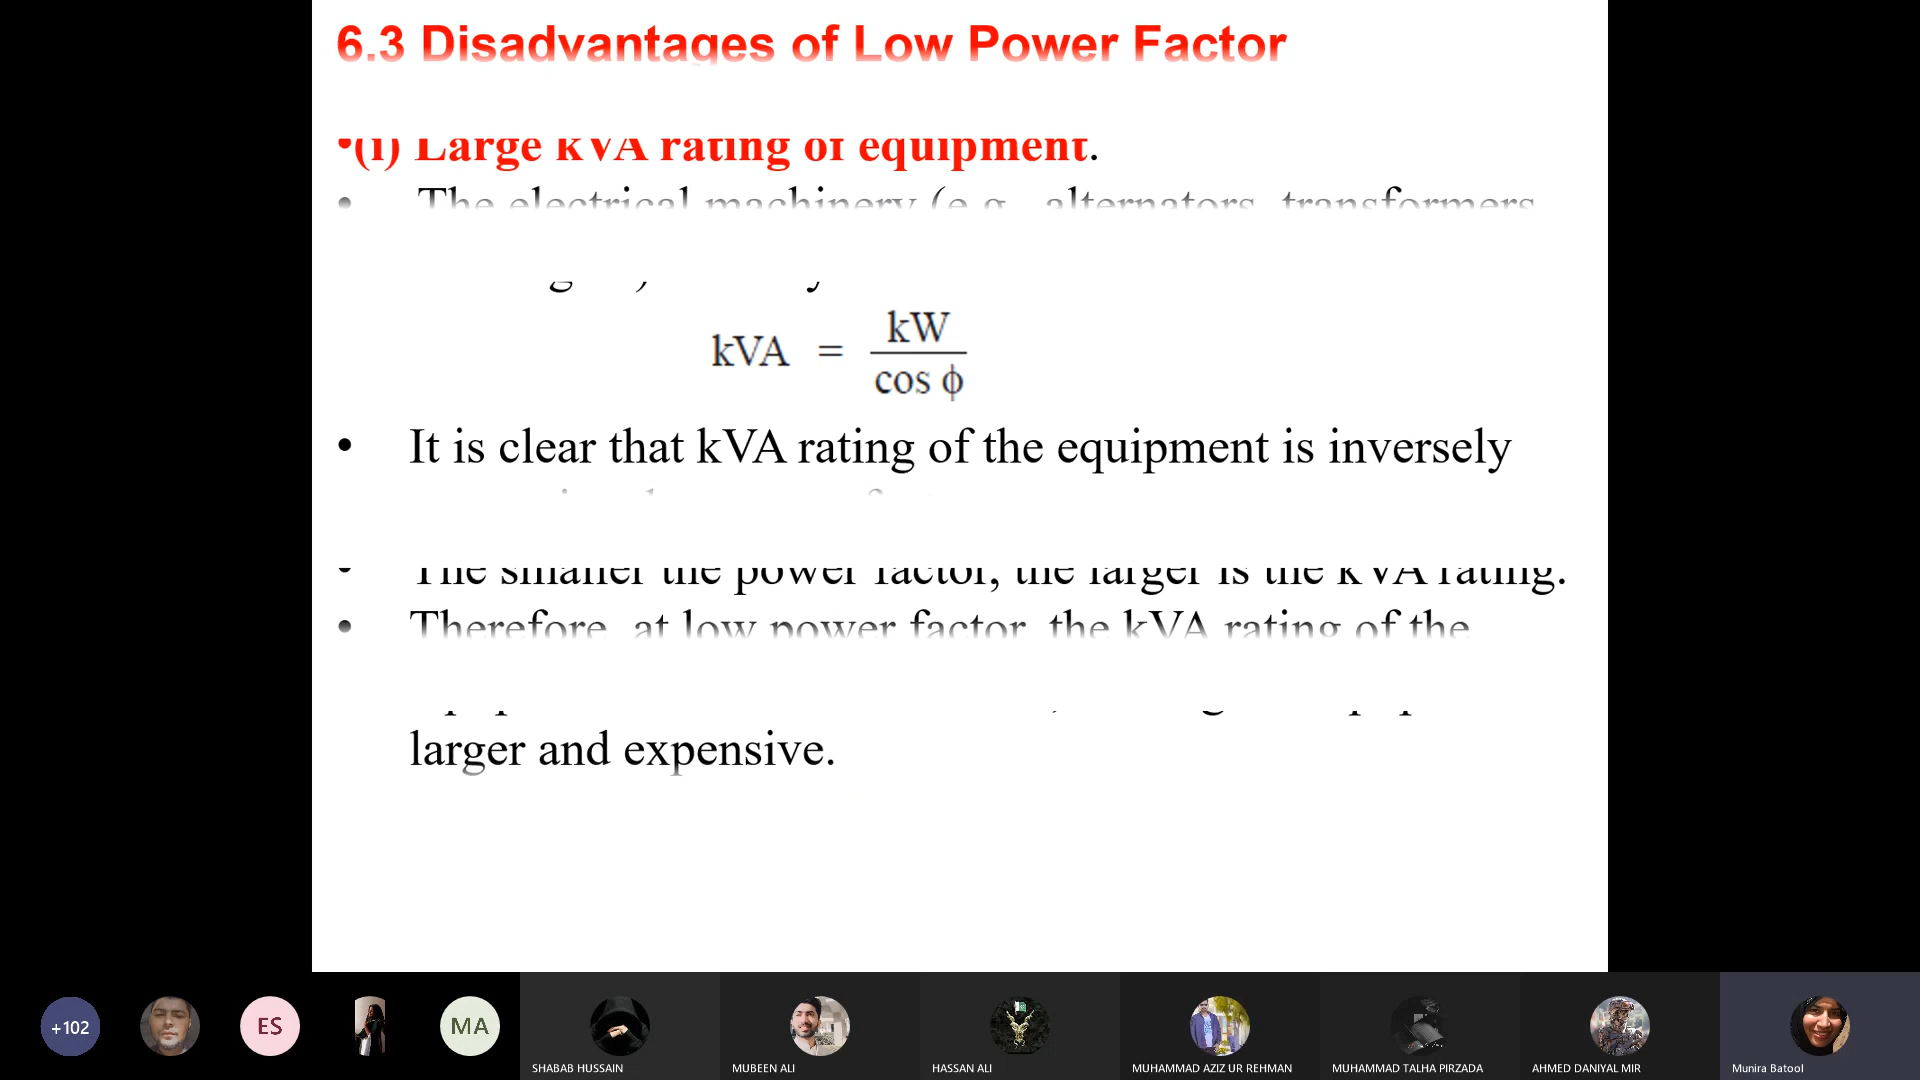 6.3 Disadvantages of Low Power Factor
•(i) Large kVA rating of equipment.
• The electrical machinery (e.g., alternators, transformers,
kVA = kW / cos ϕ
• It is clear that kVA rating of the equipment is inversely
• The smaller the power factor, the larger is the kVA rating.
• Therefore, at low power factor, the kVA rating of the
larger and expensive.
+102
ES
MA
SHABAB HUSSAIN
MUBEEN ALI
HASSAN ALI
MUHAMMAD AZIZ UR REHMAN
MUHAMMAD TALHA PIRZADA
AHMED DANIYAL MIR
Munira Batool